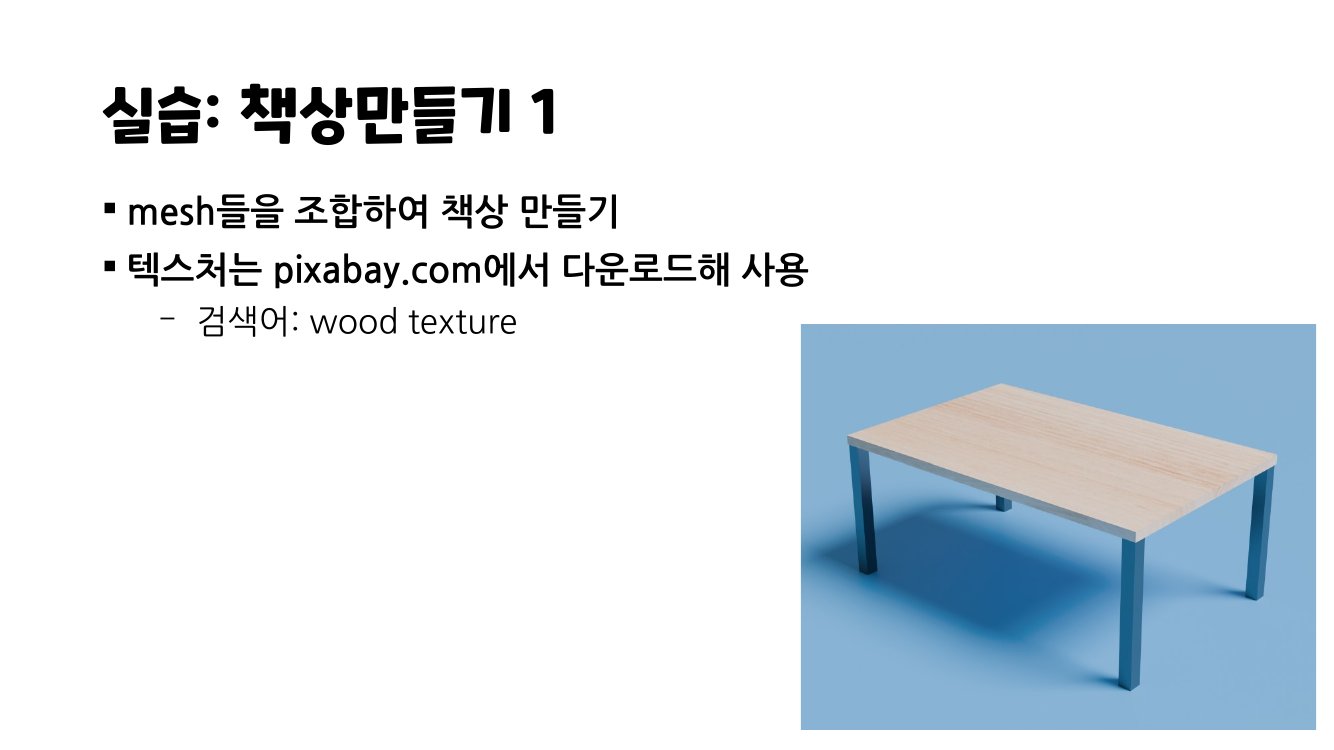 실습: 책상만들기 1
▪ mesh들을 조합하여 책상 만들기
▪ 텍스처는 pixabay.com에서 다운로드해 사용
– 검색어: wood texture